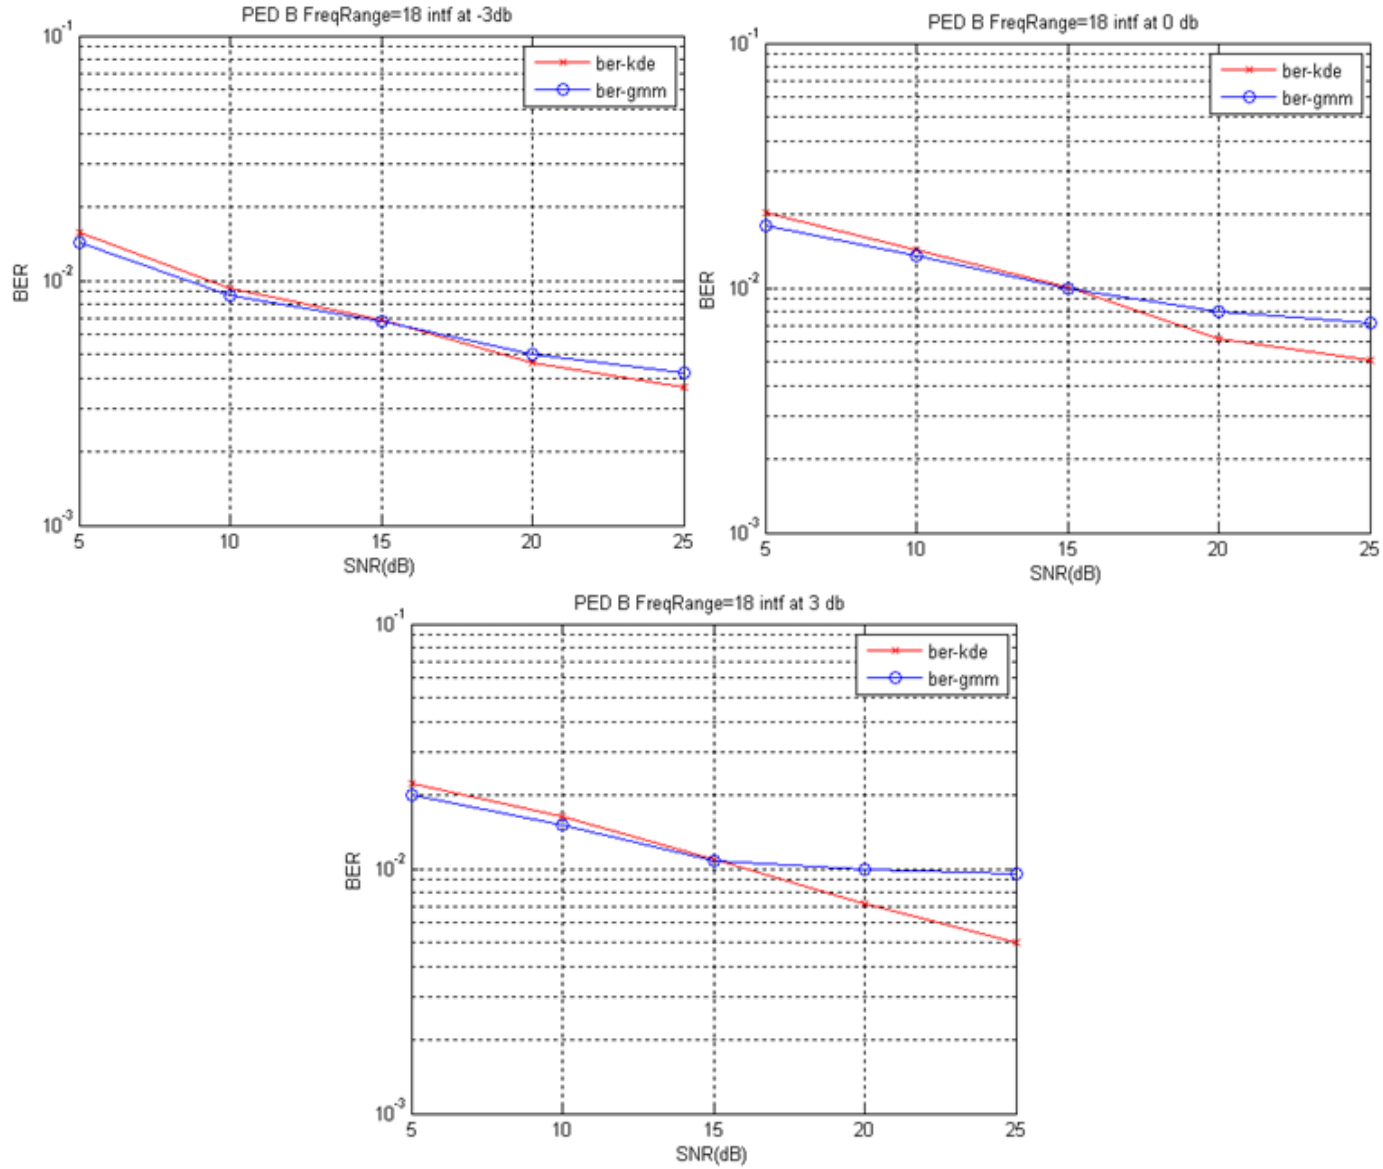 PED B FreqRange=18 intf at -3db
10^-1
ber-kde
ber-gmm
BER
10^-2
10^-3
5 10 15 20 25
SNR(dB)
PED B FreqRange=18 intf at 0 db
10^-1
ber-kde
ber-gmm
BER
10^-2
10^-3
5 10 15 20 25
SNR(dB)
PED B FreqRange=18 intf at 3 db
10^-1
ber-kde
ber-gmm
BER
10^-2
10^-3
5 10 15 20 25
SNR(dB)